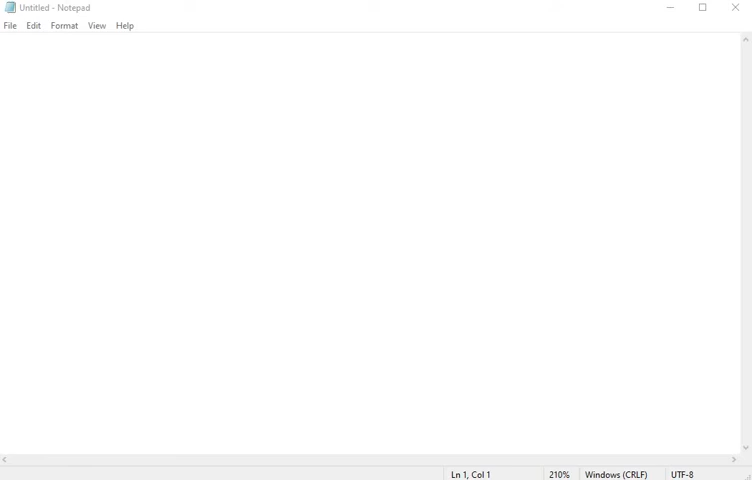 Untitled - Notepad
File Edit Format View Help
Ln 1, Col 1 210% Windows (CRLF) UTF-8